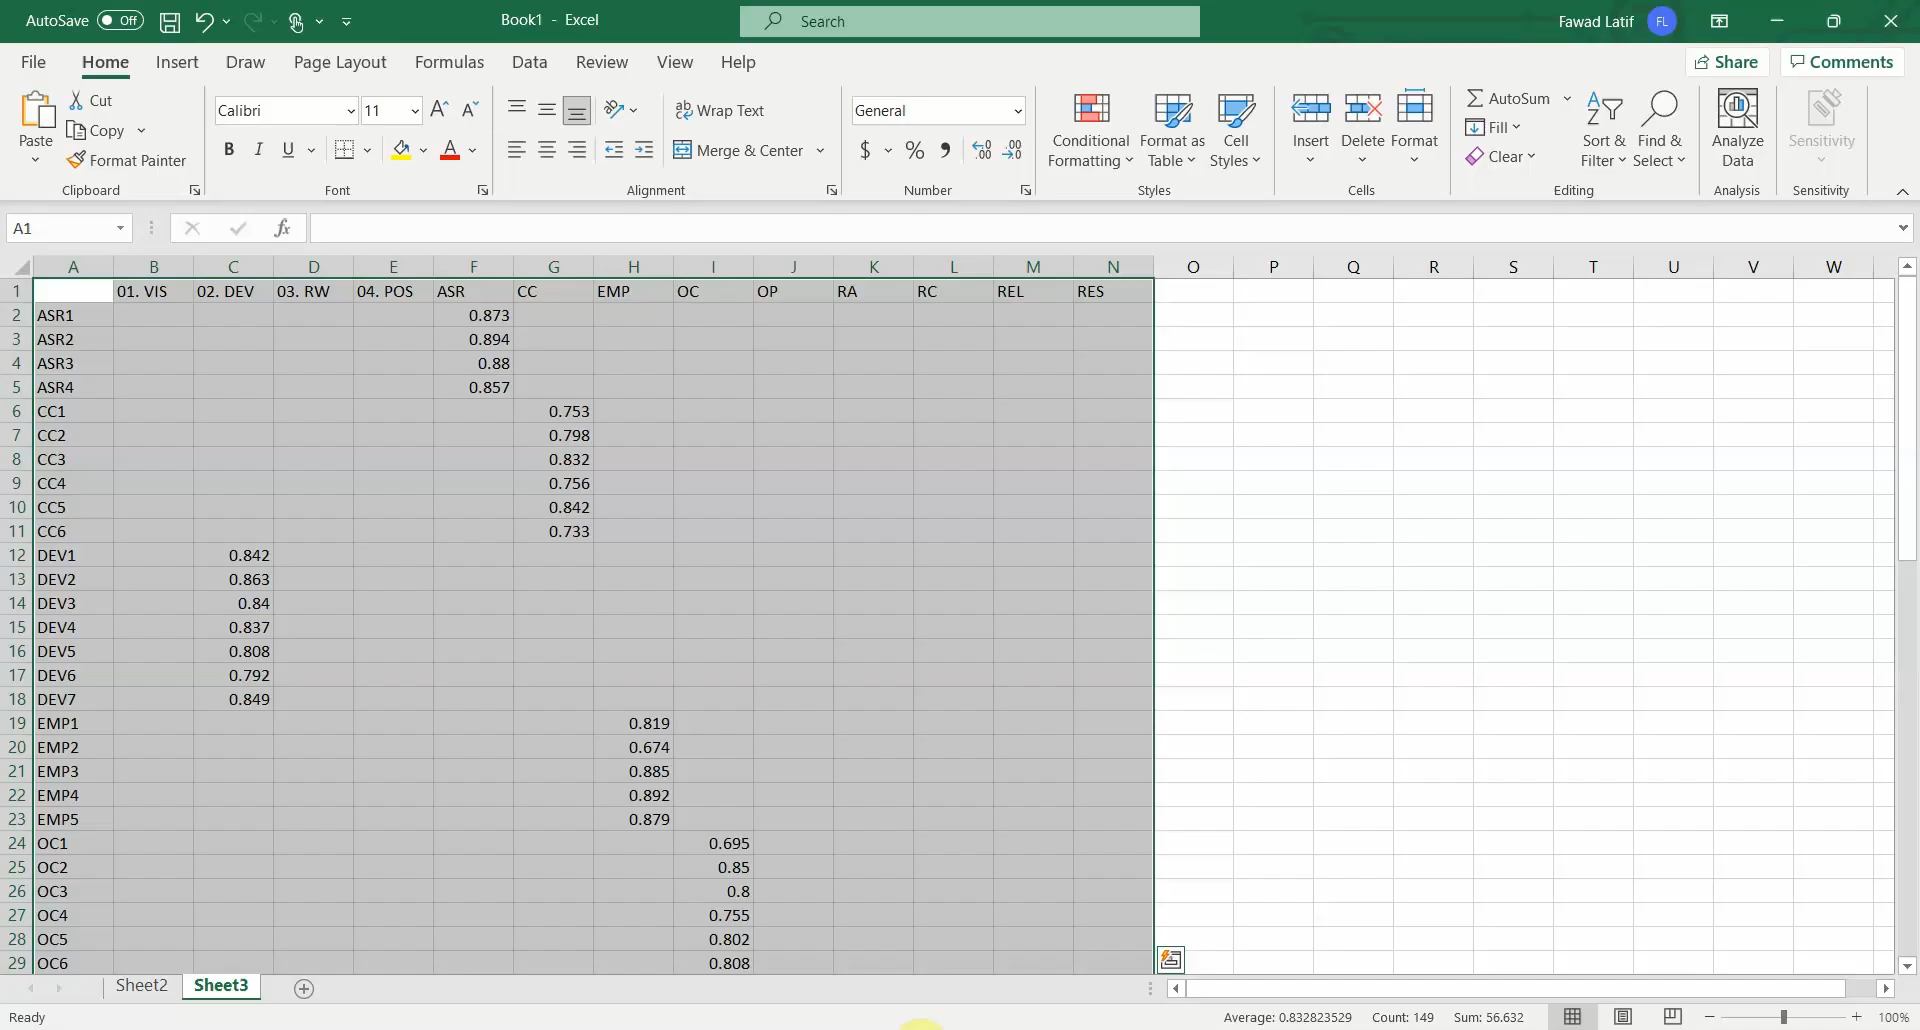 AutoSave Off Book1 - Excel Search Fawad Latif FL
File Home Insert Draw Page Layout Formulas Data Review View Help Share Comments
Cut Calibri 11 Wrap Text General AutoSum
Copy Fill
Paste Format Painter B I U Merge & Center $ % Conditional Formatting Format as Table Cell Styles Insert Delete Format Clear Sort & Filter Find & Select Analyze Data Sensitivity
Clipboard Font Alignment Number Styles Cells Editing Analysis Sensitivity
A1 fx
A B C D E F G H I J K L M N O P Q R S T U V W
1 01. VIS 02. DEV 03. RW 04. POS ASR CC EMP OC OP RA RC REL RES
2 ASR1 0.873
3 ASR2 0.894
4 ASR3 0.88
5 ASR4 0.857
6 CC1 0.753
7 CC2 0.798
8 CC3 0.832
9 CC4 0.756
10 CC5 0.842
11 CC6 0.733
12 DEV1 0.842
13 DEV2 0.863
14 DEV3 0.84
15 DEV4 0.837
16 DEV5 0.808
17 DEV6 0.792
18 DEV7 0.849
19 EMP1 0.819
20 EMP2 0.674
21 EMP3 0.885
22 EMP4 0.892
23 EMP5 0.879
24 OC1 0.695
25 OC2 0.85
26 OC3 0.8
27 OC4 0.755
28 OC5 0.802
29 OC6 0.808
Sheet2 Sheet3
Ready Average: 0.832823529 Count: 149 Sum: 56.632 100%